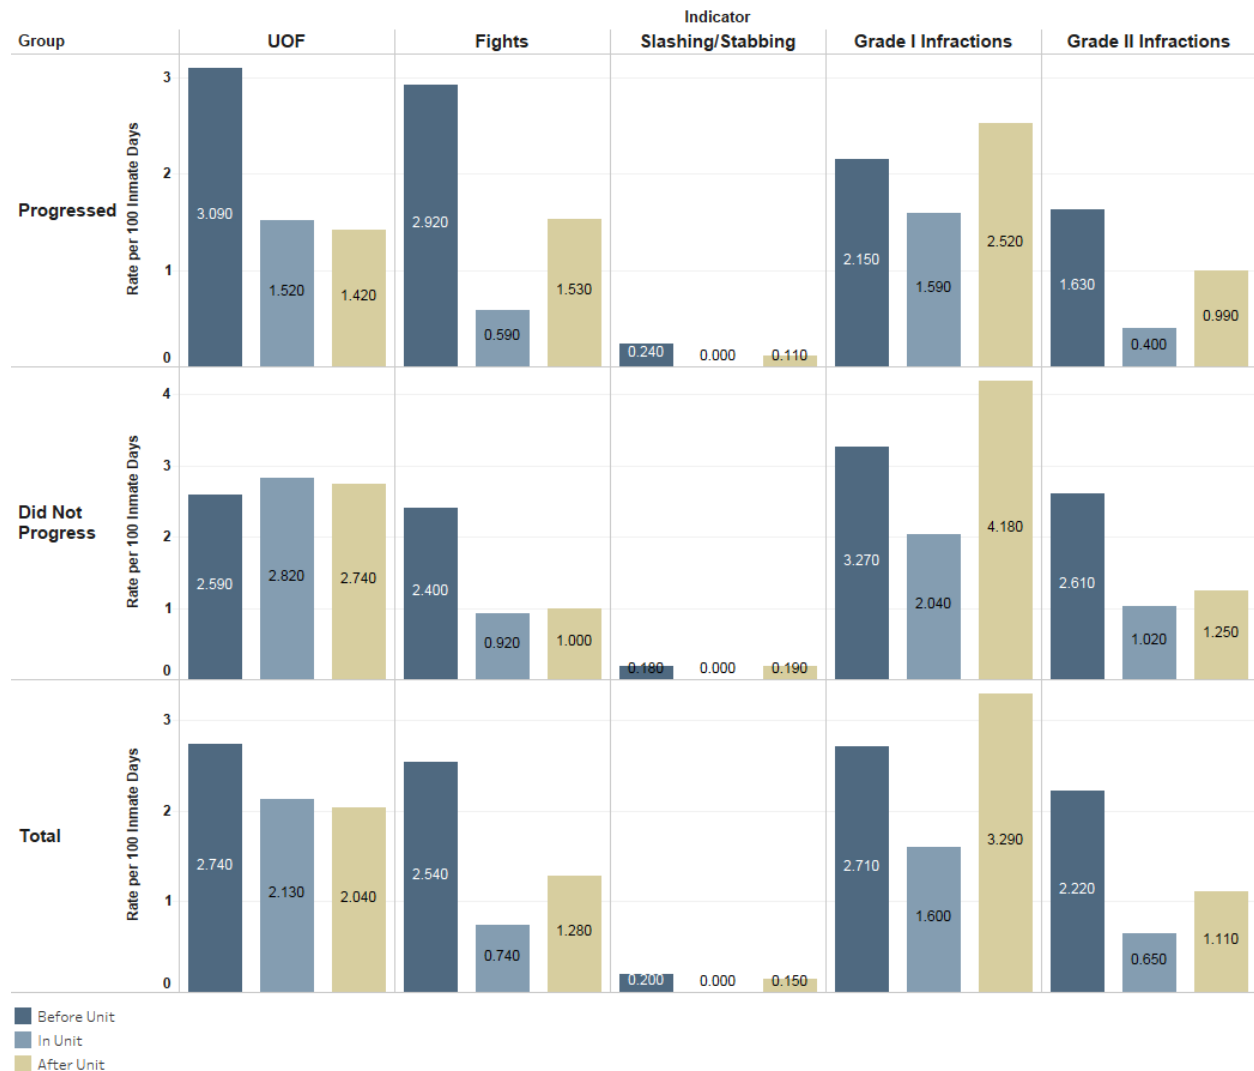 Indicator
Group UOF Fights Slashing/Stabbing Grade I Infractions Grade II Infractions
Progressed
Rate per 100 Inmate Days
3
2
1
0
3.090 1.520 1.420
2.920 0.590 1.530
0.240 0.000 0.110
2.150 1.590 2.520
1.630 0.400 0.990
Did Not
Progress
Rate per 100 Inmate Days
4
3
2
1
0
2.590 2.820 2.740
2.400 0.920 1.000
0.180 0.000 0.190
3.270 2.040 4.180
2.610 1.020 1.250
Total
Rate per 100 Inmate Days
3
2
1
0
2.740 2.130 2.040
2.540 0.740 1.280
0.200 0.000 0.150
2.710 1.600 3.290
2.220 0.650 1.110
Before Unit
In Unit
After Unit